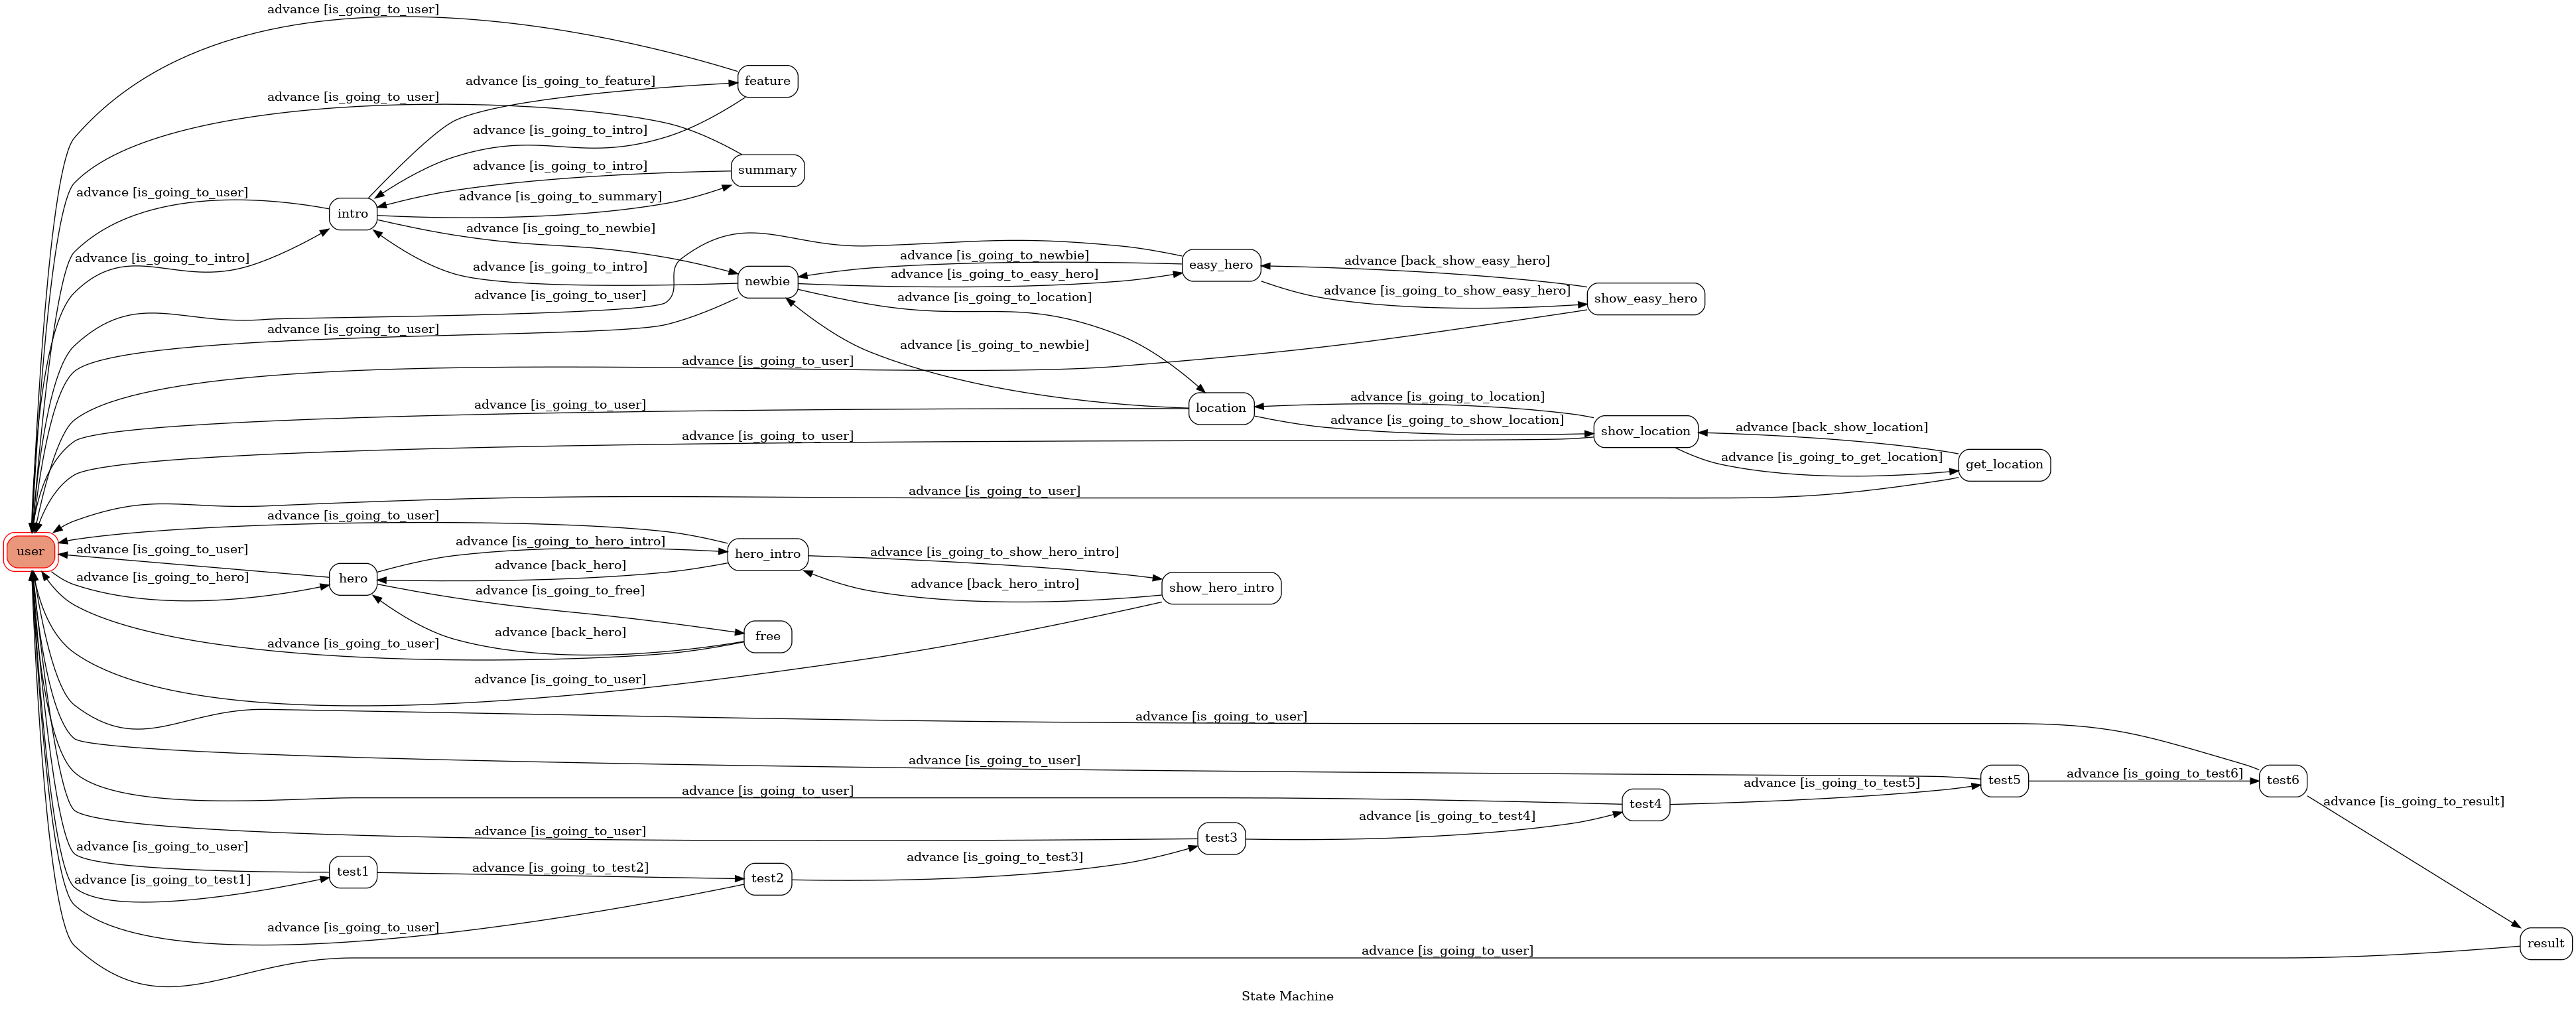 advance [is_going_to_user]
feature
advance [is_going_to_feature]
advance [is_going_to_user]
advance [is_going_to_intro]
advance [is_going_to_intro]
summary
advance [is_going_to_user]
advance [is_going_to_summary]
intro
advance [is_going_to_newbie]
advance [is_going_to_intro]
advance [is_going_to_newbie]
easy_hero
advance [back_show_easy_hero]
advance [is_going_to_intro]
newbie
advance [is_going_to_easy_hero]
advance [is_going_to_user]
advance [is_going_to_location]
advance [is_going_to_show_easy_hero]
show_easy_hero
advance [is_going_to_user]
advance [is_going_to_newbie]
advance [is_going_to_user]
advance [is_going_to_user]
location
advance [is_going_to_location]
advance [is_going_to_show_location]
advance [is_going_to_user]
show_location
advance [back_show_location]
advance [is_going_to_get_location]
get_location
advance [is_going_to_user]
advance [is_going_to_user]
user
advance [is_going_to_user]
advance [is_going_to_hero_intro]
hero_intro
advance [is_going_to_show_hero_intro]
advance [is_going_to_hero]
hero
advance [back_hero]
advance [back_hero_intro]
show_hero_intro
advance [is_going_to_free]
advance [back_hero]
free
advance [is_going_to_user]
advance [is_going_to_user]
advance [is_going_to_user]
advance [is_going_to_user]
advance [is_going_to_user]
test4
advance [is_going_to_test5]
test5
advance [is_going_to_test6]
test6
advance [is_going_to_result]
advance [is_going_to_user]
test3
advance [is_going_to_test4]
advance [is_going_to_user]
advance [is_going_to_test1]
test1
advance [is_going_to_test2]
test2
advance [is_going_to_test3]
advance [is_going_to_user]
advance [is_going_to_user]
result
State Machine